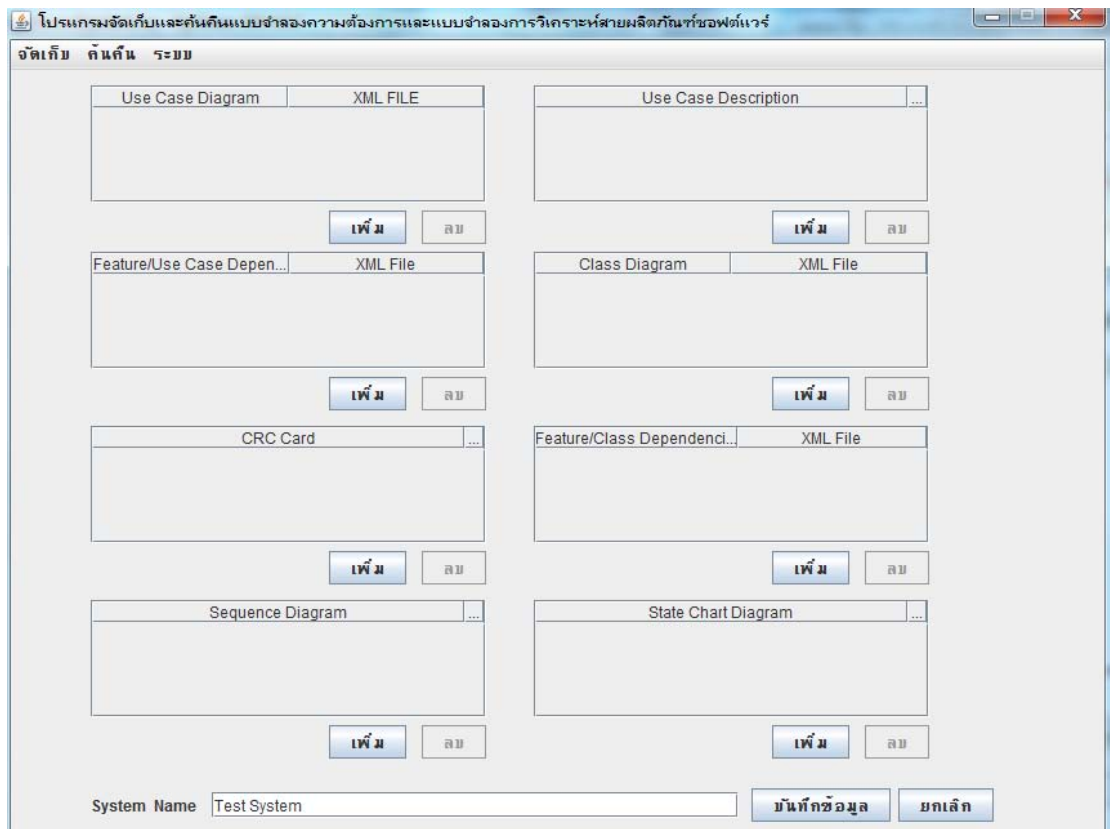 โปรแกรมจัดเก็บและค้นคืนแบบจำลองความต้องการและแบบจำลองการวิเคราะห์สายผลิตภัณฑ์ซอฟต์แวร์
จัดเก็บ ค้นคืน ระบบ
Use Case Diagram XML FILE
Use Case Description ...
เพิ่ม ลบ
เพิ่ม ลบ
Feature/Use Case Depen... XML File
Class Diagram XML File
เพิ่ม ลบ
เพิ่ม ลบ
CRC Card ...
Feature/Class Dependenci... XML File
เพิ่ม ลบ
เพิ่ม ลบ
Sequence Diagram ...
State Chart Diagram ...
เพิ่ม ลบ
เพิ่ม ลบ
System Name Test System บันทึกข้อมูล ยกเลิก